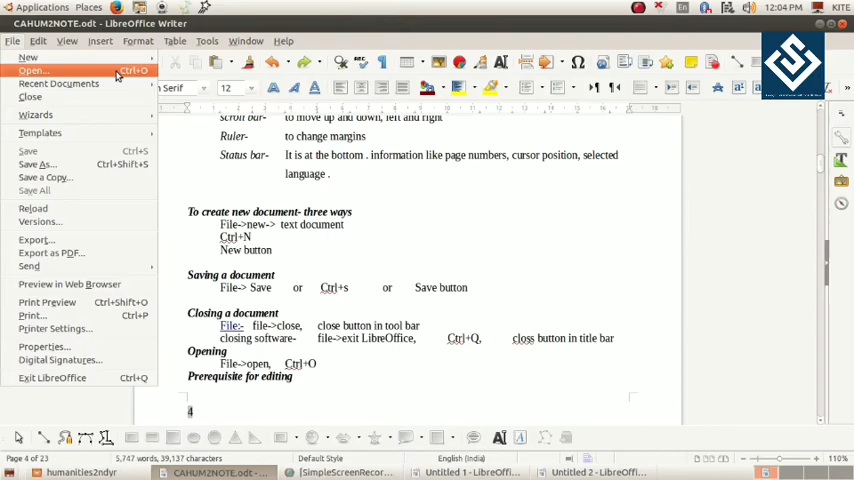 Applications Places En 12:04 PM KITE
CAHUM2NOTE.odt - LibreOffice Writer
File Edit View Insert Format Table Tools Window Help
New
Open... Ctrl+O
Recent Documents
Close
Wizards
Templates
Save Ctrl+S
Save As... Ctrl+Shift+S
Save a Copy...
Save All
Reload
Versions...
Export...
Export as PDF...
Send
Preview in Web Browser
Print Preview Ctrl+Shift+O
Print... Ctrl+P
Printer Settings...
Properties...
Digital Signatures...
Exit LibreOffice Ctrl+Q
Serif 12
Scroll bar- to move up and down, left and right
Ruler- to change margins
Status bar- It is at the bottom . information like page numbers, cursor position, selected
language .
To create new document- three ways
File->new-> text document
Ctrl+N
New button
Saving a document
File-> Save or Ctrl+s or Save button
Closing a document
File:- file->close, close button in tool bar
closing software- file->exit LibreOffice, Ctrl+Q, closs button in title bar
Opening
File->open, Ctrl+O
Prerequisite for editing
4
Page 4 of 23 5,747 words, 39,137 characters English (India) 110%
humanities2ndyr CAHUM2NOTE.odt -... [SimpleScreenRecor... Untitled 1 - LibreOffi... Untitled 2 - LibreOffi...